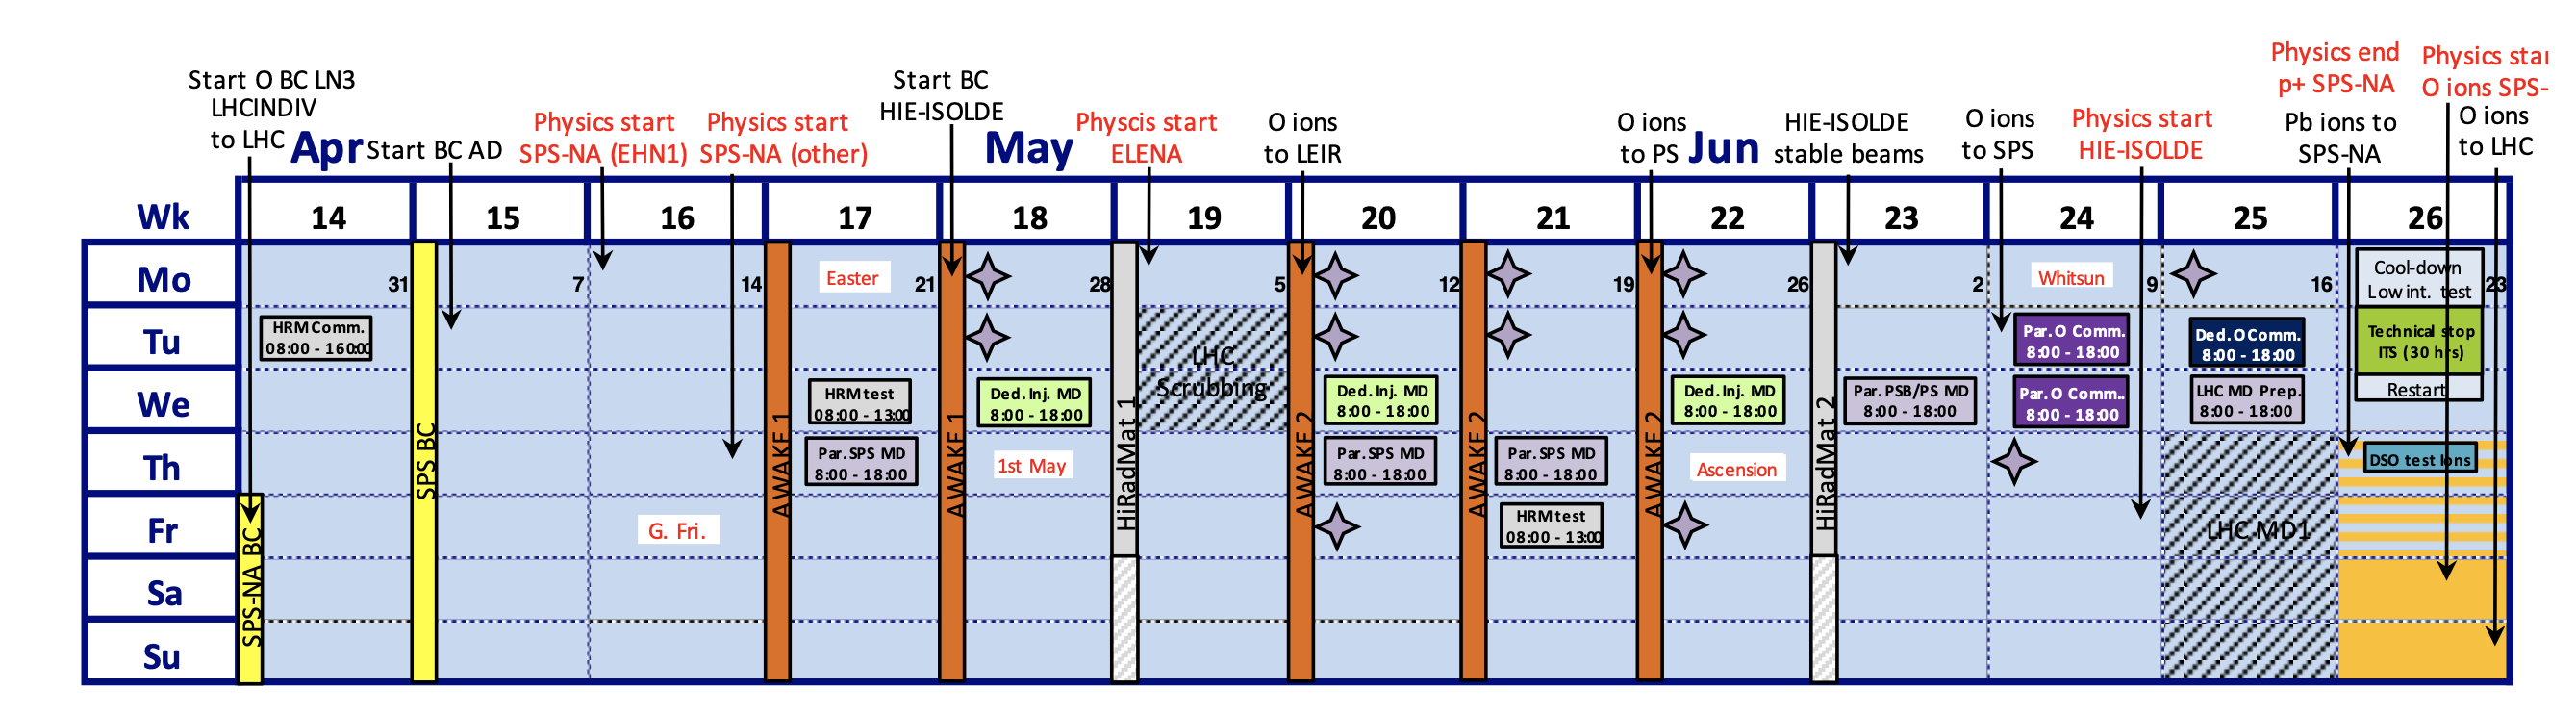 Start O BC LN3
LHCINDIV
to LHC
Apr
Start BC AD
Physics start
SPS-NA (EHN1)
Physics start
SPS-NA (other)
Start BC
HIE-ISOLDE
May
Physcis start
ELENA
O ions
to LEIR
O ions
to PS
Jun
HIE-ISOLDE
stable beams
O ions
to SPS
Physics start
HIE-ISOLDE
Physics end
p+ SPS-NA
Pb ions to
SPS-NA
Physics star
O ions SPS-
O ions
to LHC
Wk 14 15 16 17 18 19 20 21 22 23 24 25 26
Mo 31 7 14 Easter 21 28 5 12 19 26 2 Whitsun 9 16 Cool-down
Low int. test 23
Tu
HRM Comm.
08:00 - 16:00
LHC
Scrubbing
Par. O Comm.
8:00 - 18:00
Ded. O Comm.
8:00 - 18:00
Technical stop
ITS (30 hrs)
We
HRM test
08:00 - 13:00
Ded. Inj. MD
8:00 - 18:00
Ded. Inj. MD
8:00 - 18:00
Ded. Inj. MD
8:00 - 18:00
Par. PSB/PS MD
8:00 - 18:00
Par. O Comm..
8:00 - 18:00
LHC MD Prep.
8:00 - 18:00
Restart
Th
Par. SPS MD
8:00 - 18:00
1st May
Par. SPS MD
8:00 - 18:00
Par. SPS MD
8:00 - 18:00
Ascension
DSO test Ions
Fr
G. Fri.
HRM test
08:00 - 13:00
LHC MD1
Sa
Su
SPS-NA BC
SPS BC
AWAKE 1
AWAKE 1
HiRadMat 1
AWAKE 2
AWAKE 2
AWAKE 2
HiRadMat 2